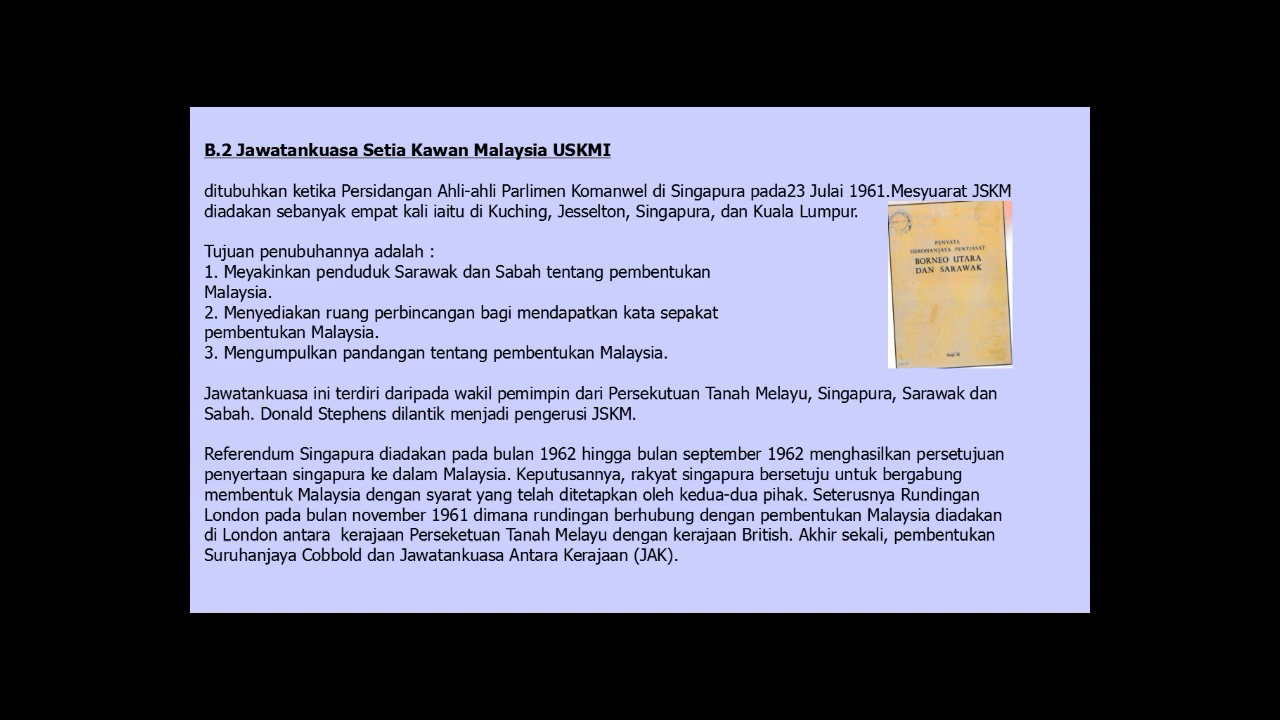 B.2 Jawatankuasa Setia Kawan Malaysia USKMI
ditubuhkan ketika Persidangan Ahli-ahli Parlimen Komanwel di Singapura pada23 Julai 1961.Mesyuarat JSKM
diadakan sebanyak empat kali iaitu di Kuching, Jesselton, Singapura, dan Kuala Lumpur.
Tujuan penubuhannya adalah :
1. Meyakinkan penduduk Sarawak dan Sabah tentang pembentukan
Malaysia.
2. Menyediakan ruang perbincangan bagi mendapatkan kata sepakat
pembentukan Malaysia.
3. Mengumpulkan pandangan tentang pembentukan Malaysia.
PENYATA
SUROHANJAYA PENYIASAT
BORNEO UTARA
DAN SARAWAK
Jawatankuasa ini terdiri daripada wakil pemimpin dari Persekutuan Tanah Melayu, Singapura, Sarawak dan
Sabah. Donald Stephens dilantik menjadi pengerusi JSKM.
Referendum Singapura diadakan pada bulan 1962 hingga bulan september 1962 menghasilkan persetujuan
penyertaan singapura ke dalam Malaysia. Keputusannya, rakyat singapura bersetuju untuk bergabung
membentuk Malaysia dengan syarat yang telah ditetapkan oleh kedua-dua pihak. Seterusnya Rundingan
London pada bulan november 1961 dimana rundingan berhubung dengan pembentukan Malaysia diadakan
di London antara  kerajaan Perseketuan Tanah Melayu dengan kerajaan British. Akhir sekali, pembentukan
Suruhanjaya Cobbold dan Jawatankuasa Antara Kerajaan (JAK).